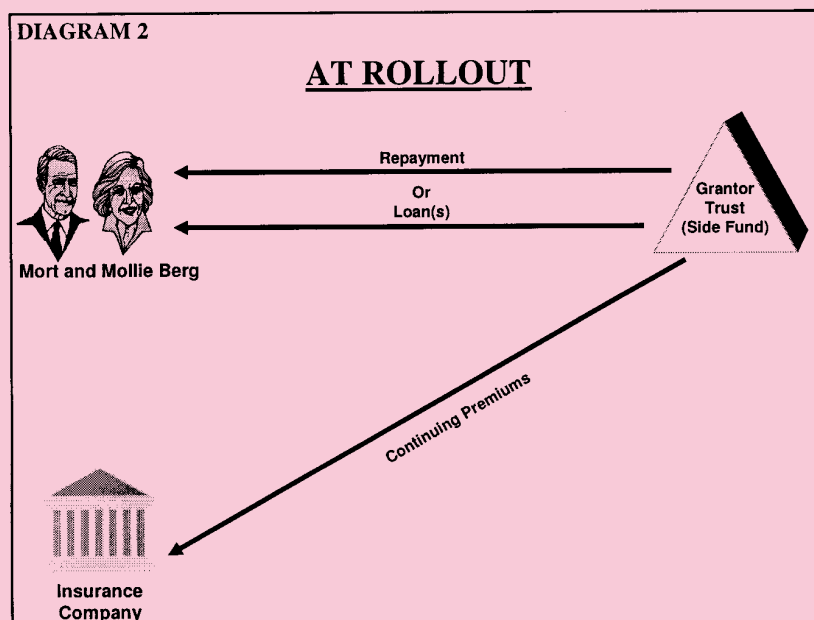 DIAGRAM 2
AT ROLLOUT
Repayment
Or
Loan(s)
Grantor
Trust
(Side Fund)
Mort and Mollie Berg
Continuing Premiums
Insurance
Company